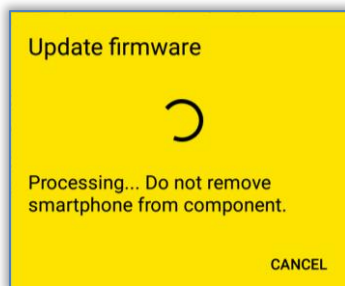 Update firmware
Processing... Do not remove
smartphone from component.
CANCEL